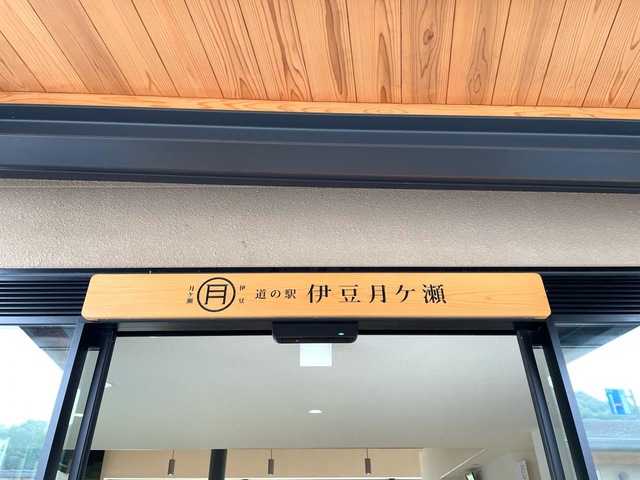 伊豆
月
月ケ瀬
道の駅 伊豆月ケ瀬